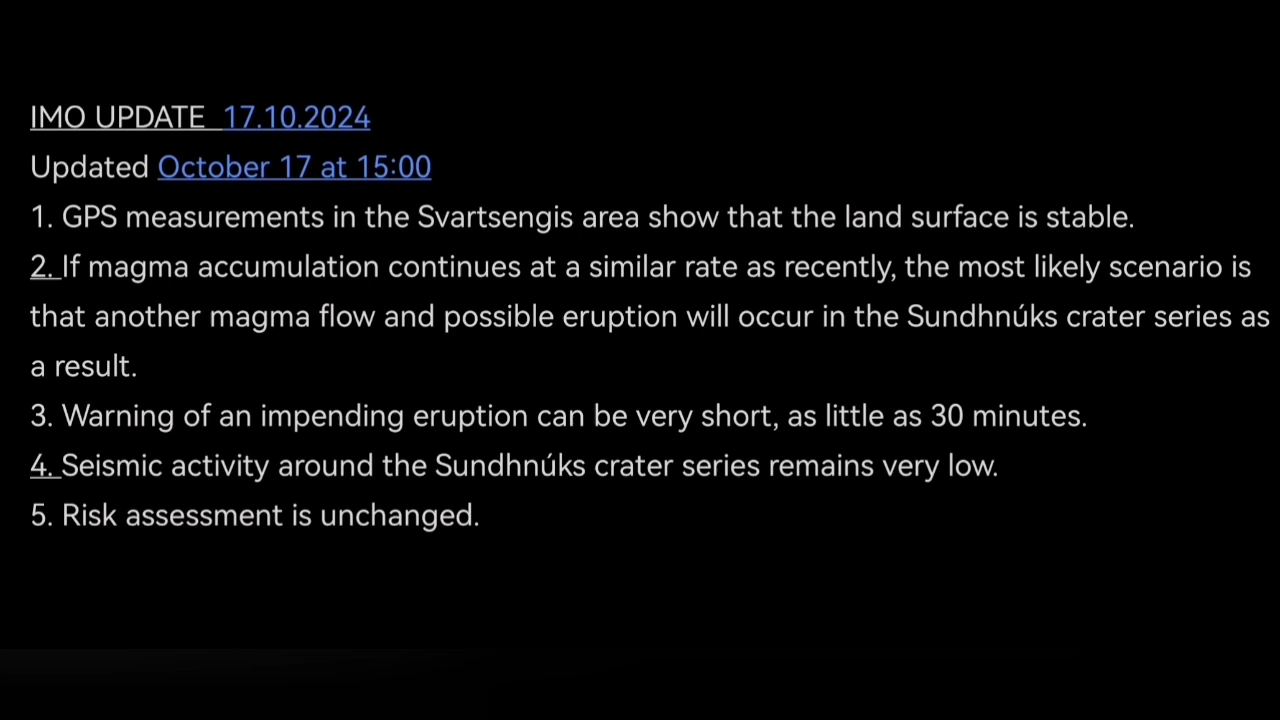 IMO UPDATE  17.10.2024
Updated October 17 at 15:00
1. GPS measurements in the Svartsengis area show that the land surface is stable.
2. If magma accumulation continues at a similar rate as recently, the most likely scenario is
that another magma flow and possible eruption will occur in the Sundhnúks crater series as
a result.
3. Warning of an impending eruption can be very short, as little as 30 minutes.
4. Seismic activity around the Sundhnúks crater series remains very low.
5. Risk assessment is unchanged.